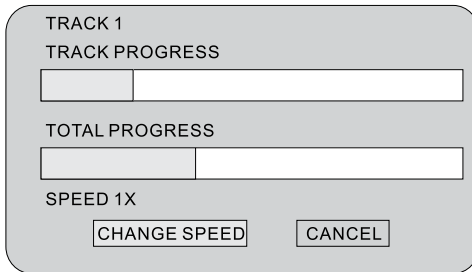 TRACK 1
TRACK PROGRESS
TOTAL PROGRESS
SPEED 1X
CHANGE SPEED
CANCEL